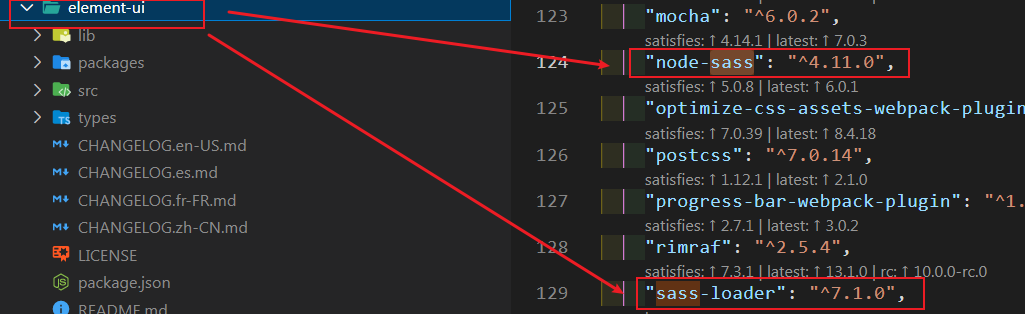 element-ui
lib
packages
src
types
CHANGELOG.en-US.md
CHANGELOG.es.md
CHANGELOG.fr-FR.md
CHANGELOG.zh-CN.md
LICENSE
package.json
README.md
123 "mocha": "^6.0.2",
satisfies: ↑ 4.14.1 | latest: ↑ 7.0.3
124 "node-sass": "^4.11.0",
satisfies: ↑ 5.0.8 | latest: ↑ 6.0.1
125 "optimize-css-assets-webpack-plugin
satisfies: ↑ 7.0.39 | latest: ↑ 8.4.18
126 "postcss": "^7.0.14",
satisfies: ↑ 1.12.1 | latest: ↑ 2.1.0
127 "progress-bar-webpack-plugin": "^1.
satisfies: ↑ 2.7.1 | latest: ↑ 3.0.2
128 "rimraf": "^2.5.4",
satisfies: ↑ 7.3.1 | latest: ↑ 13.1.0 | rc: ↑ 10.0.0-rc.0
129 "sass-loader": "^7.1.0",